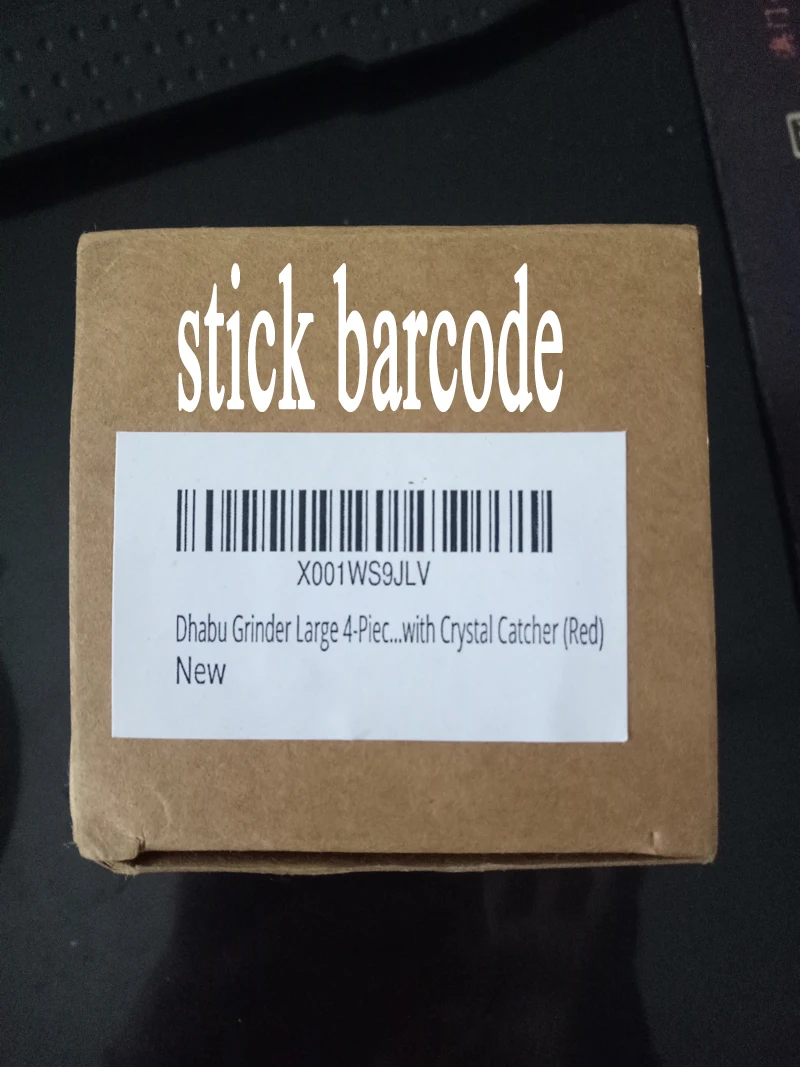 stick barcode
X001WS9JLV
Dhabu Grinder Large 4-Piec...with Crystal Catcher (Red)
New